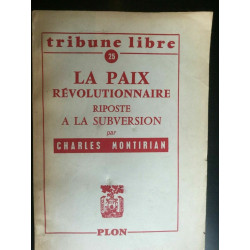 tribune libre
25
LA PAIX
RÉVOLUTIONNAIRE
RIPOSTE
A LA SUBVERSION
par
CHARLES MONTIRIAN
PLON